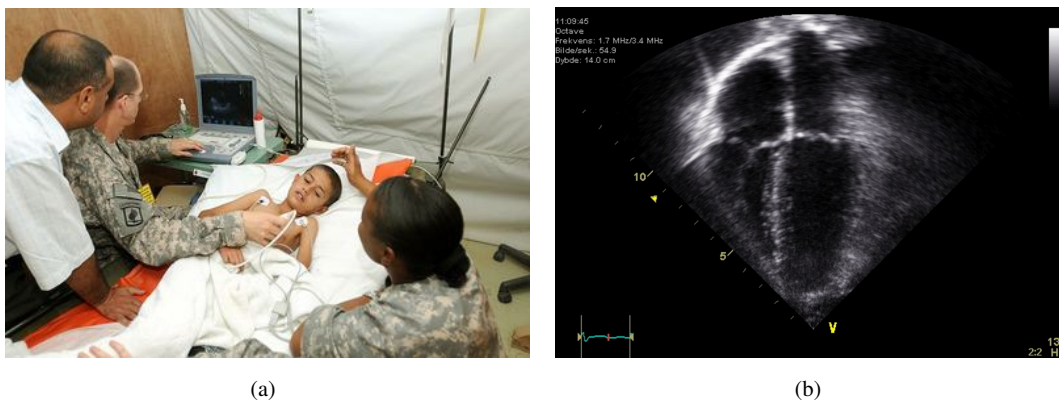 11:09:45
Octave
Frekvens: 1.7 MHz/3.4 MHz
Bilde/sek.: 54.9
Dybde: 14.0 cm
10
5
V
13
2:2 H
(a)
(b)